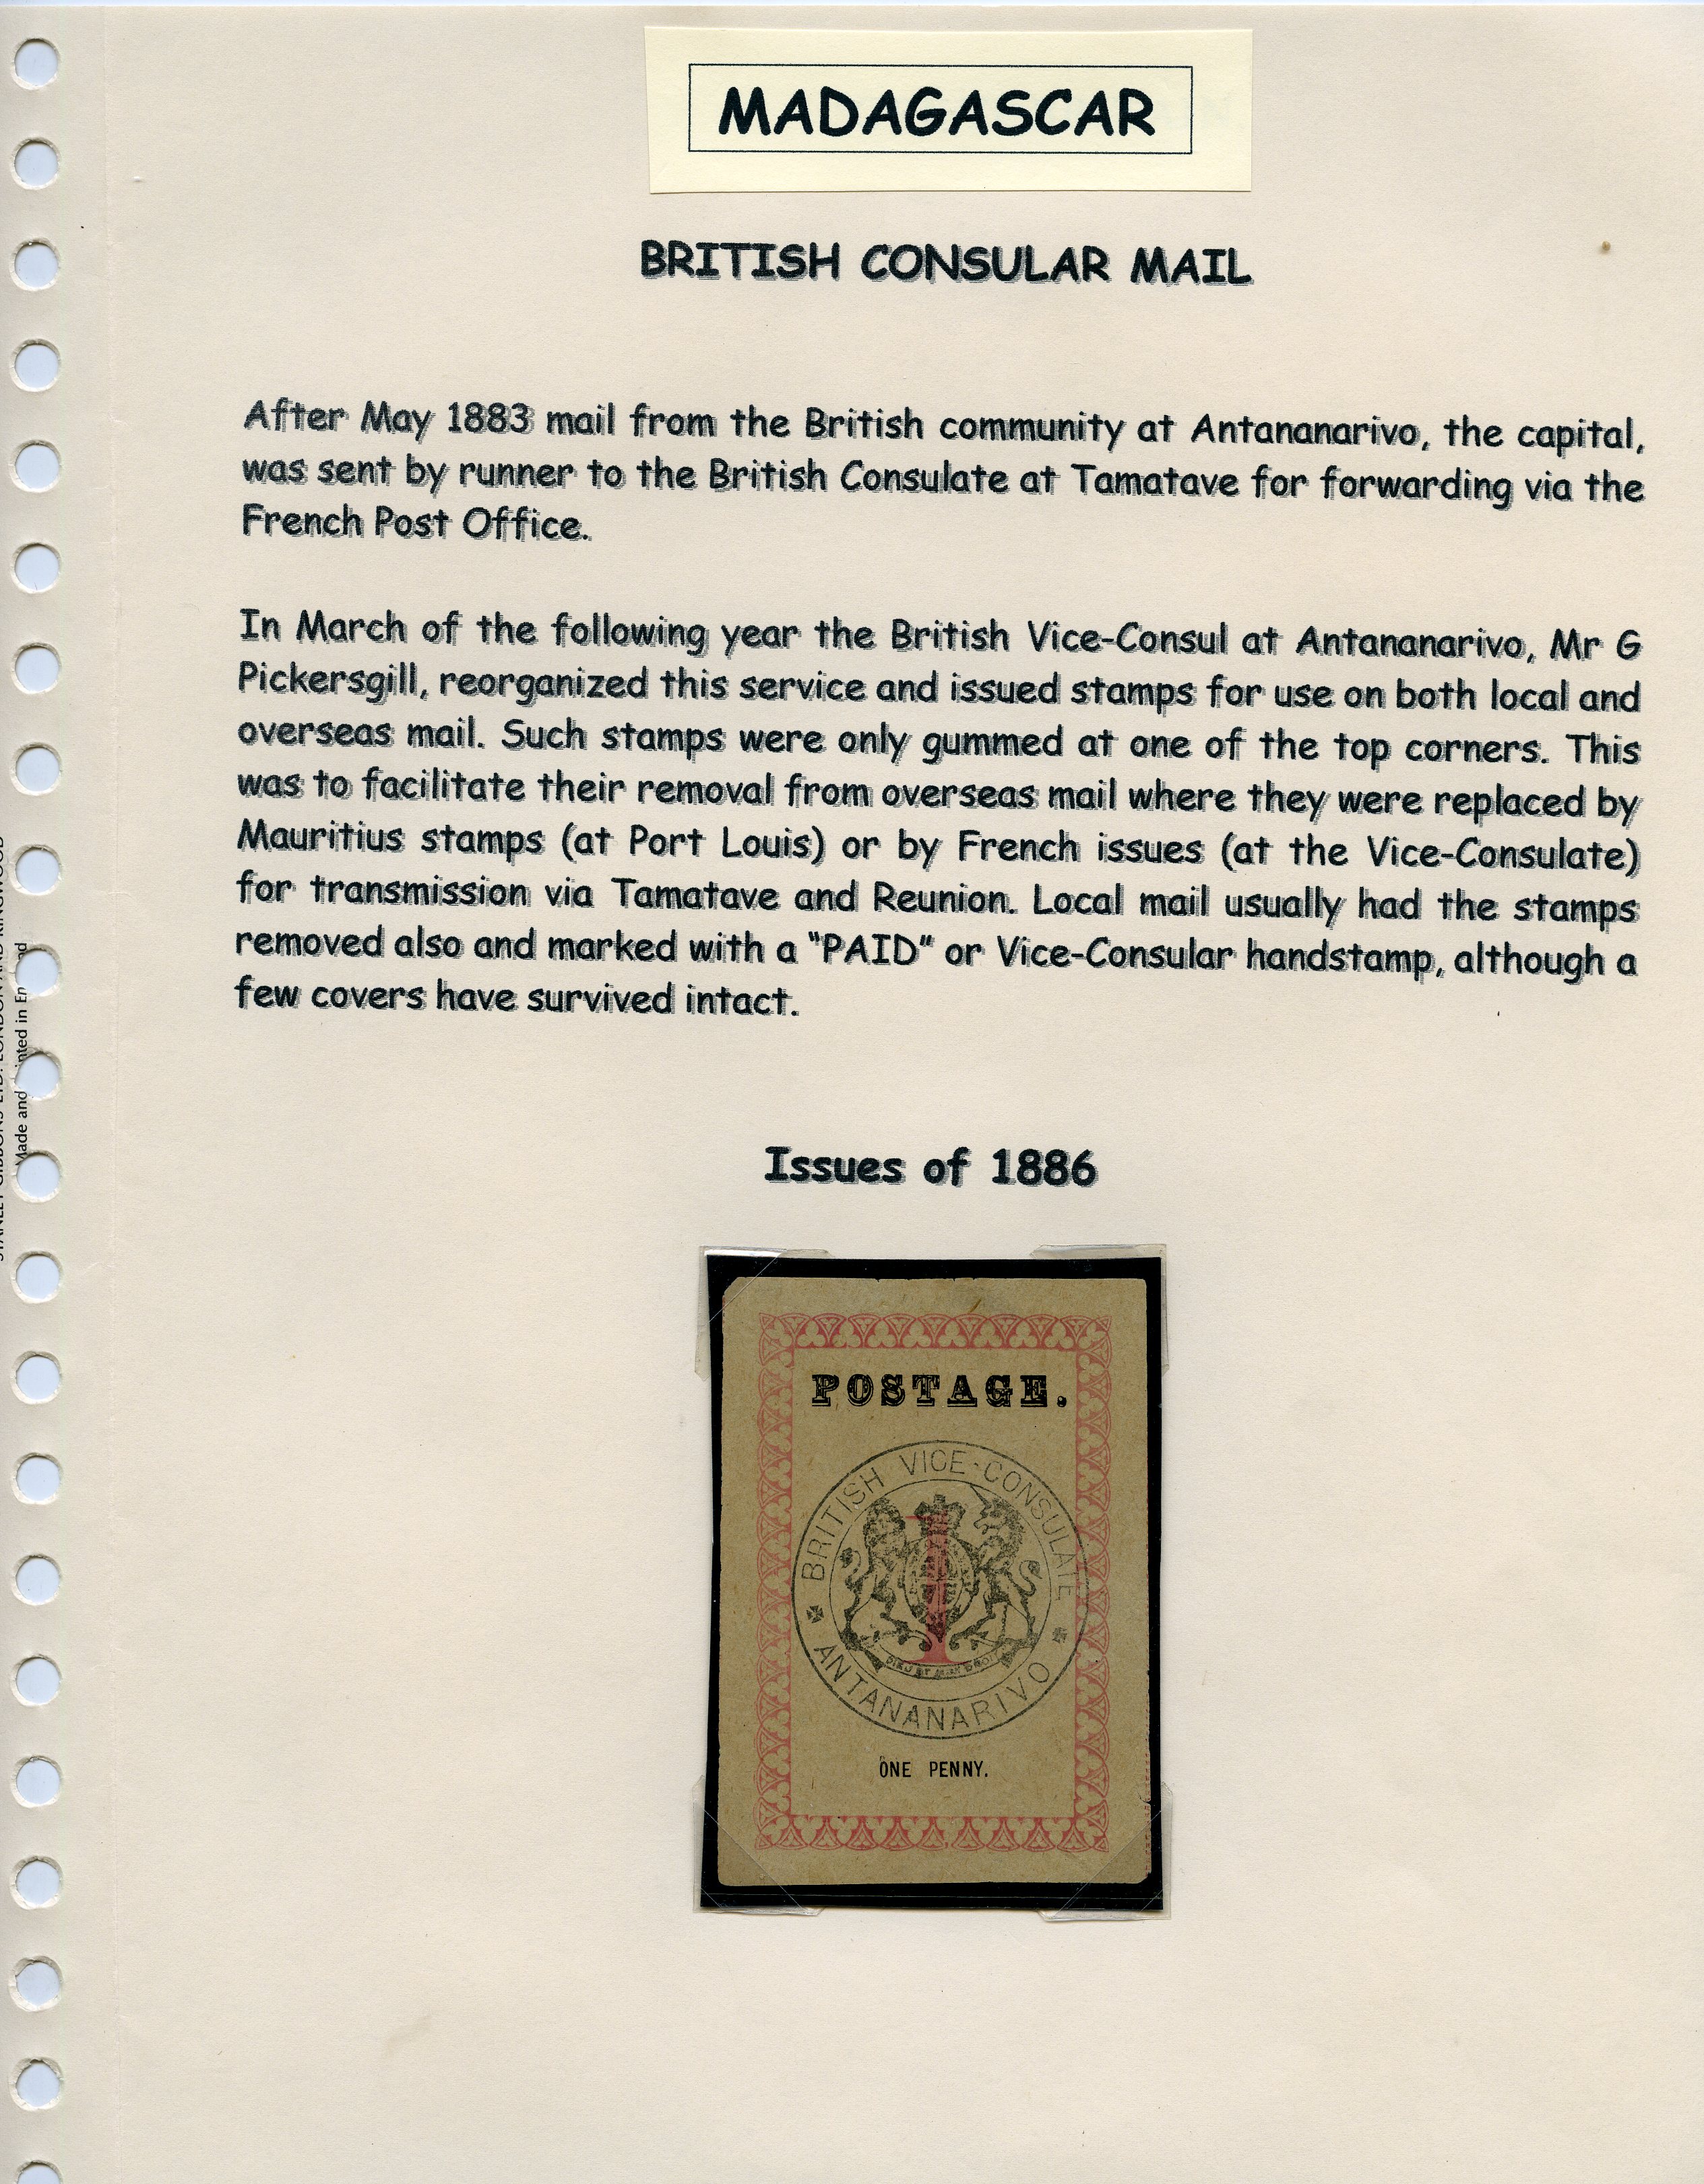 MADAGASCAR
BRITISH CONSULAR MAIL
After May 1883 mail from the British community at Antananarivo, the capital,
was sent by runner to the British Consulate at Tamatave for forwarding via the
French Post Office.
In March of the following year the British Vice-Consul at Antananarivo, Mr G
Pickersgill, reorganized this service and issued stamps for use on both local and
overseas mail. Such stamps were only gummed at one of the top corners. This
was to facilitate their removal from overseas mail where they were replaced by
Mauritius stamps (at Port Louis) or by French issues (at the Vice-Consulate)
for transmission via Tamatave and Reunion. Local mail usually had the stamps
removed also and marked with a "PAID" or Vice-Consular handstamp, although a
few covers have survived intact.
Issues of 1886
POSTAGE.
BRITISH VICE-CONSULATE
1
ANTANANARIVO
ONE PENNY.
Made and in